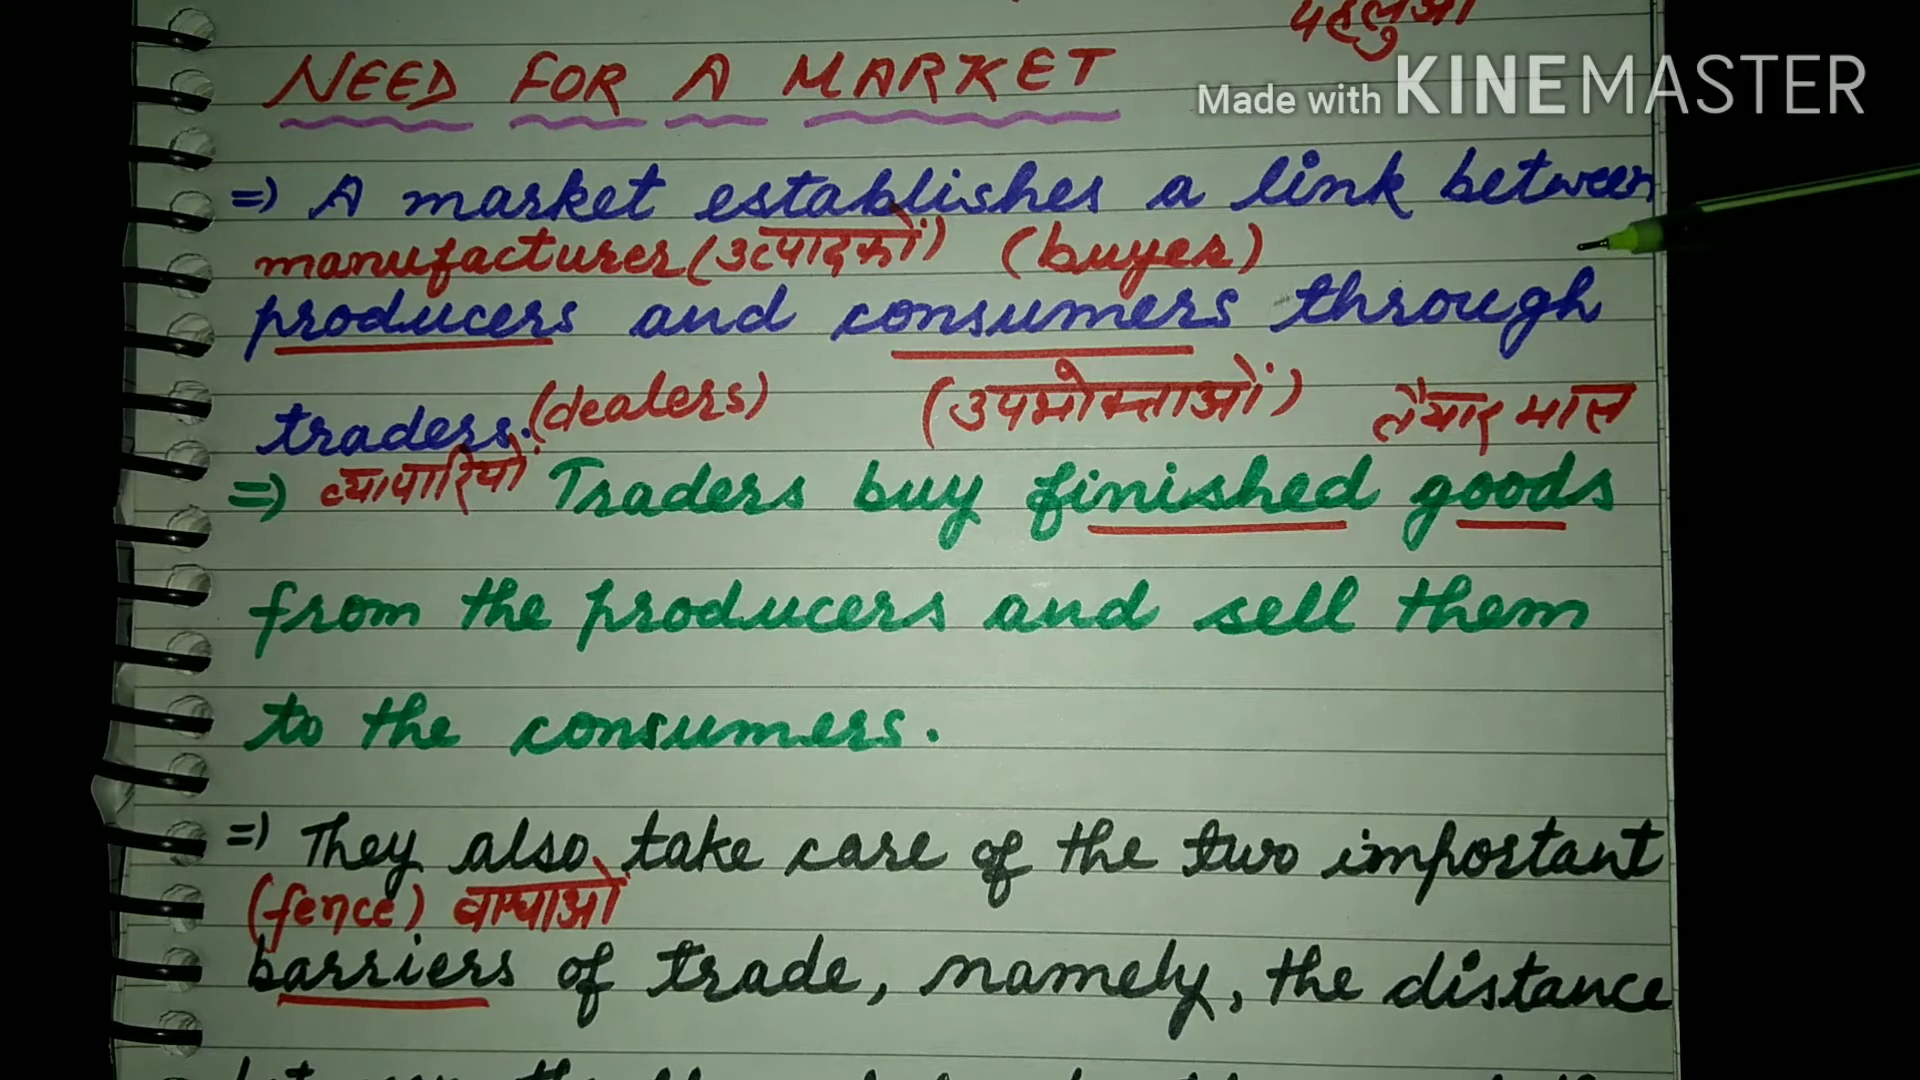 पहलुओं
NEED FOR A MARKET
Made with KINEMASTER
=) A market establishes a link between
manufacturer (उत्पादकों) (buyer)
producers and consumers through
traders. (dealers) (उपभोक्ताओं) तैयार माल
=) व्यापारियों Traders buy finished goods
from the producers and sell them
to the consumers.
=) They also take care of the two important
(fence) बाधाओं
barriers of trade, namely, the distance